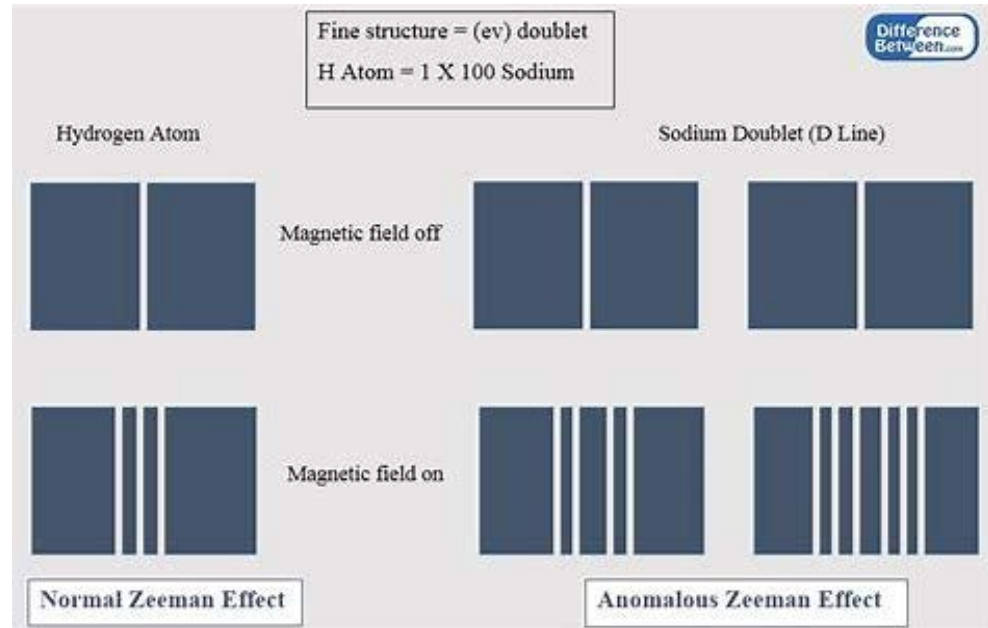 Fine structure = (ev) doublet
H Atom = 1 X 100 Sodium
Difference
Between.com
Hydrogen Atom
Sodium Doublet (D Line)
Magnetic field off
Magnetic field on
Normal Zeeman Effect
Anomalous Zeeman Effect